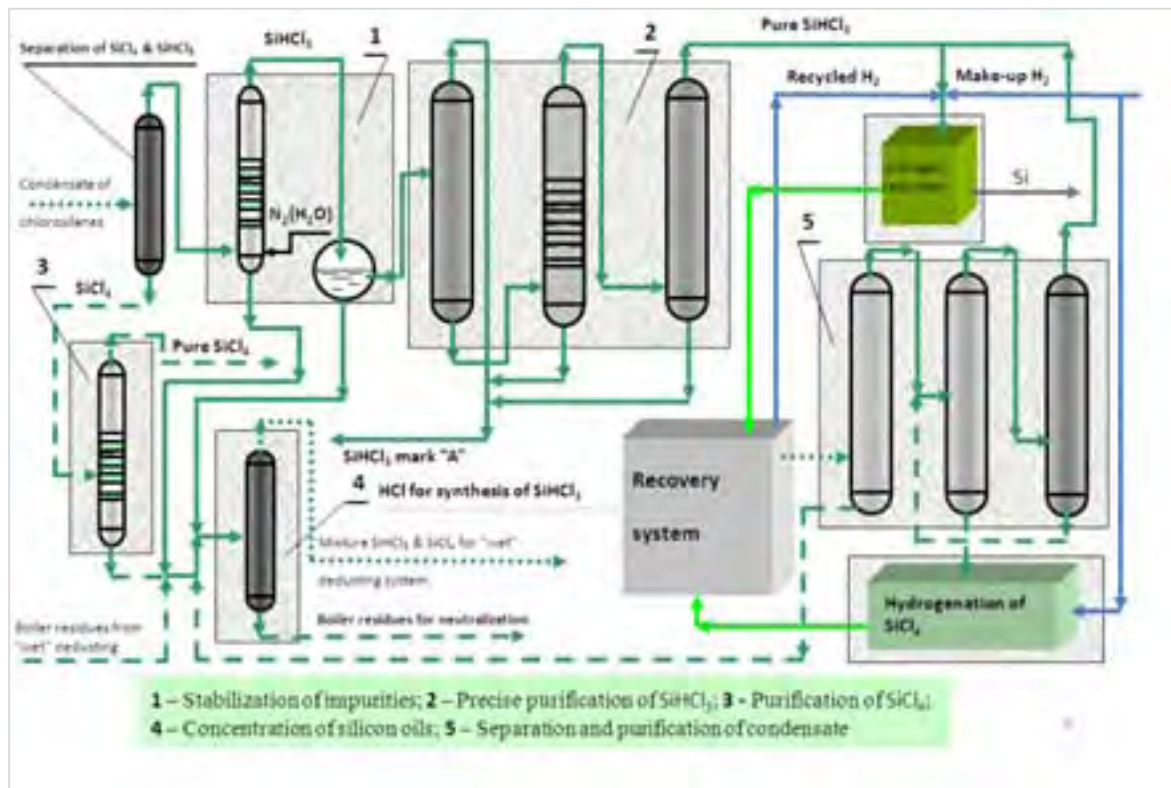 Separation of SiCl₄ & SiHCl₃
SiHCl₃
1
2
Pure SiHCl₃
Recycled H₂
Make-up H₂
Condensate of
chlorosilanes
N₂(H₂O)
Si
3
SiCl₄
5
Pure SiCl₄
SiHCl₃ mark "A"
4
HCl for synthesis of SiHCl₃
Recovery
system
Mixture SiHCl₃ & SiCl₄ for "wet"
dedusting system
Hydrogenation of
SiCl₄
Boiler residues for neutralization
Boiler residues from
"wet" dedusting
1 – Stabilization of impurities; 2 – Precise purification of SiHCl₃; 3 - Purification of SiCl₄;
4 – Concentration of silicon oils; 5 – Separation and purification of condensate